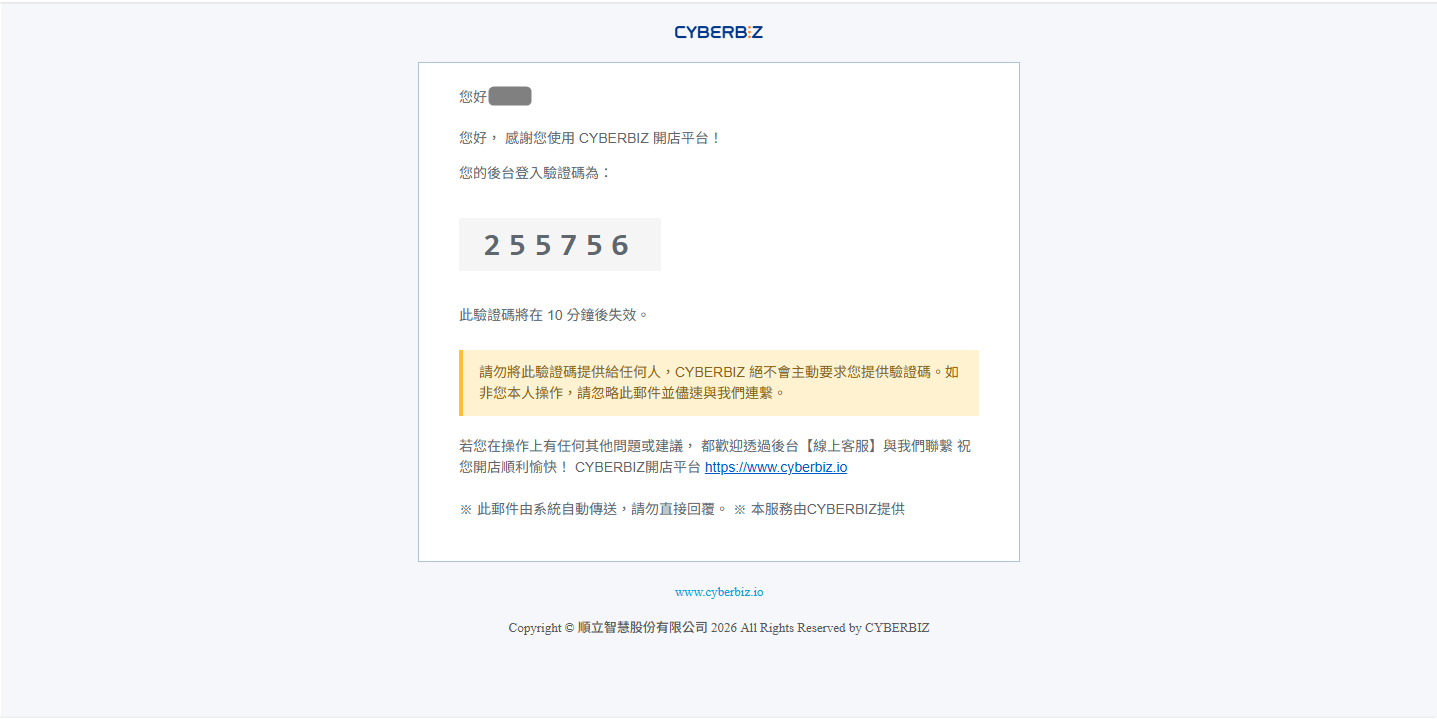 CYBERBIZ
您好
您好， 感謝您使用 CYBERBIZ 開店平台！
您的後台登入驗證碼為：
255756
此驗證碼將在 10 分鐘後失效。
請勿將此驗證碼提供給任何人，CYBERBIZ 絕不會主動要求您提供驗證碼。如
非您本人操作，請忽略此郵件並儘速與我們連繫。
若您在操作上有任何其他問題或建議， 都歡迎透過後台【線上客服】與我們聯繫 祝
您開店順利愉快！ CYBERBIZ開店平台 https://www.cyberbiz.io
※ 此郵件由系統自動傳送，請勿直接回覆。 ※ 本服務由CYBERBIZ提供
www.cyberbiz.io
Copyright © 順立智慧股份有限公司 2026 All Rights Reserved by CYBERBIZ